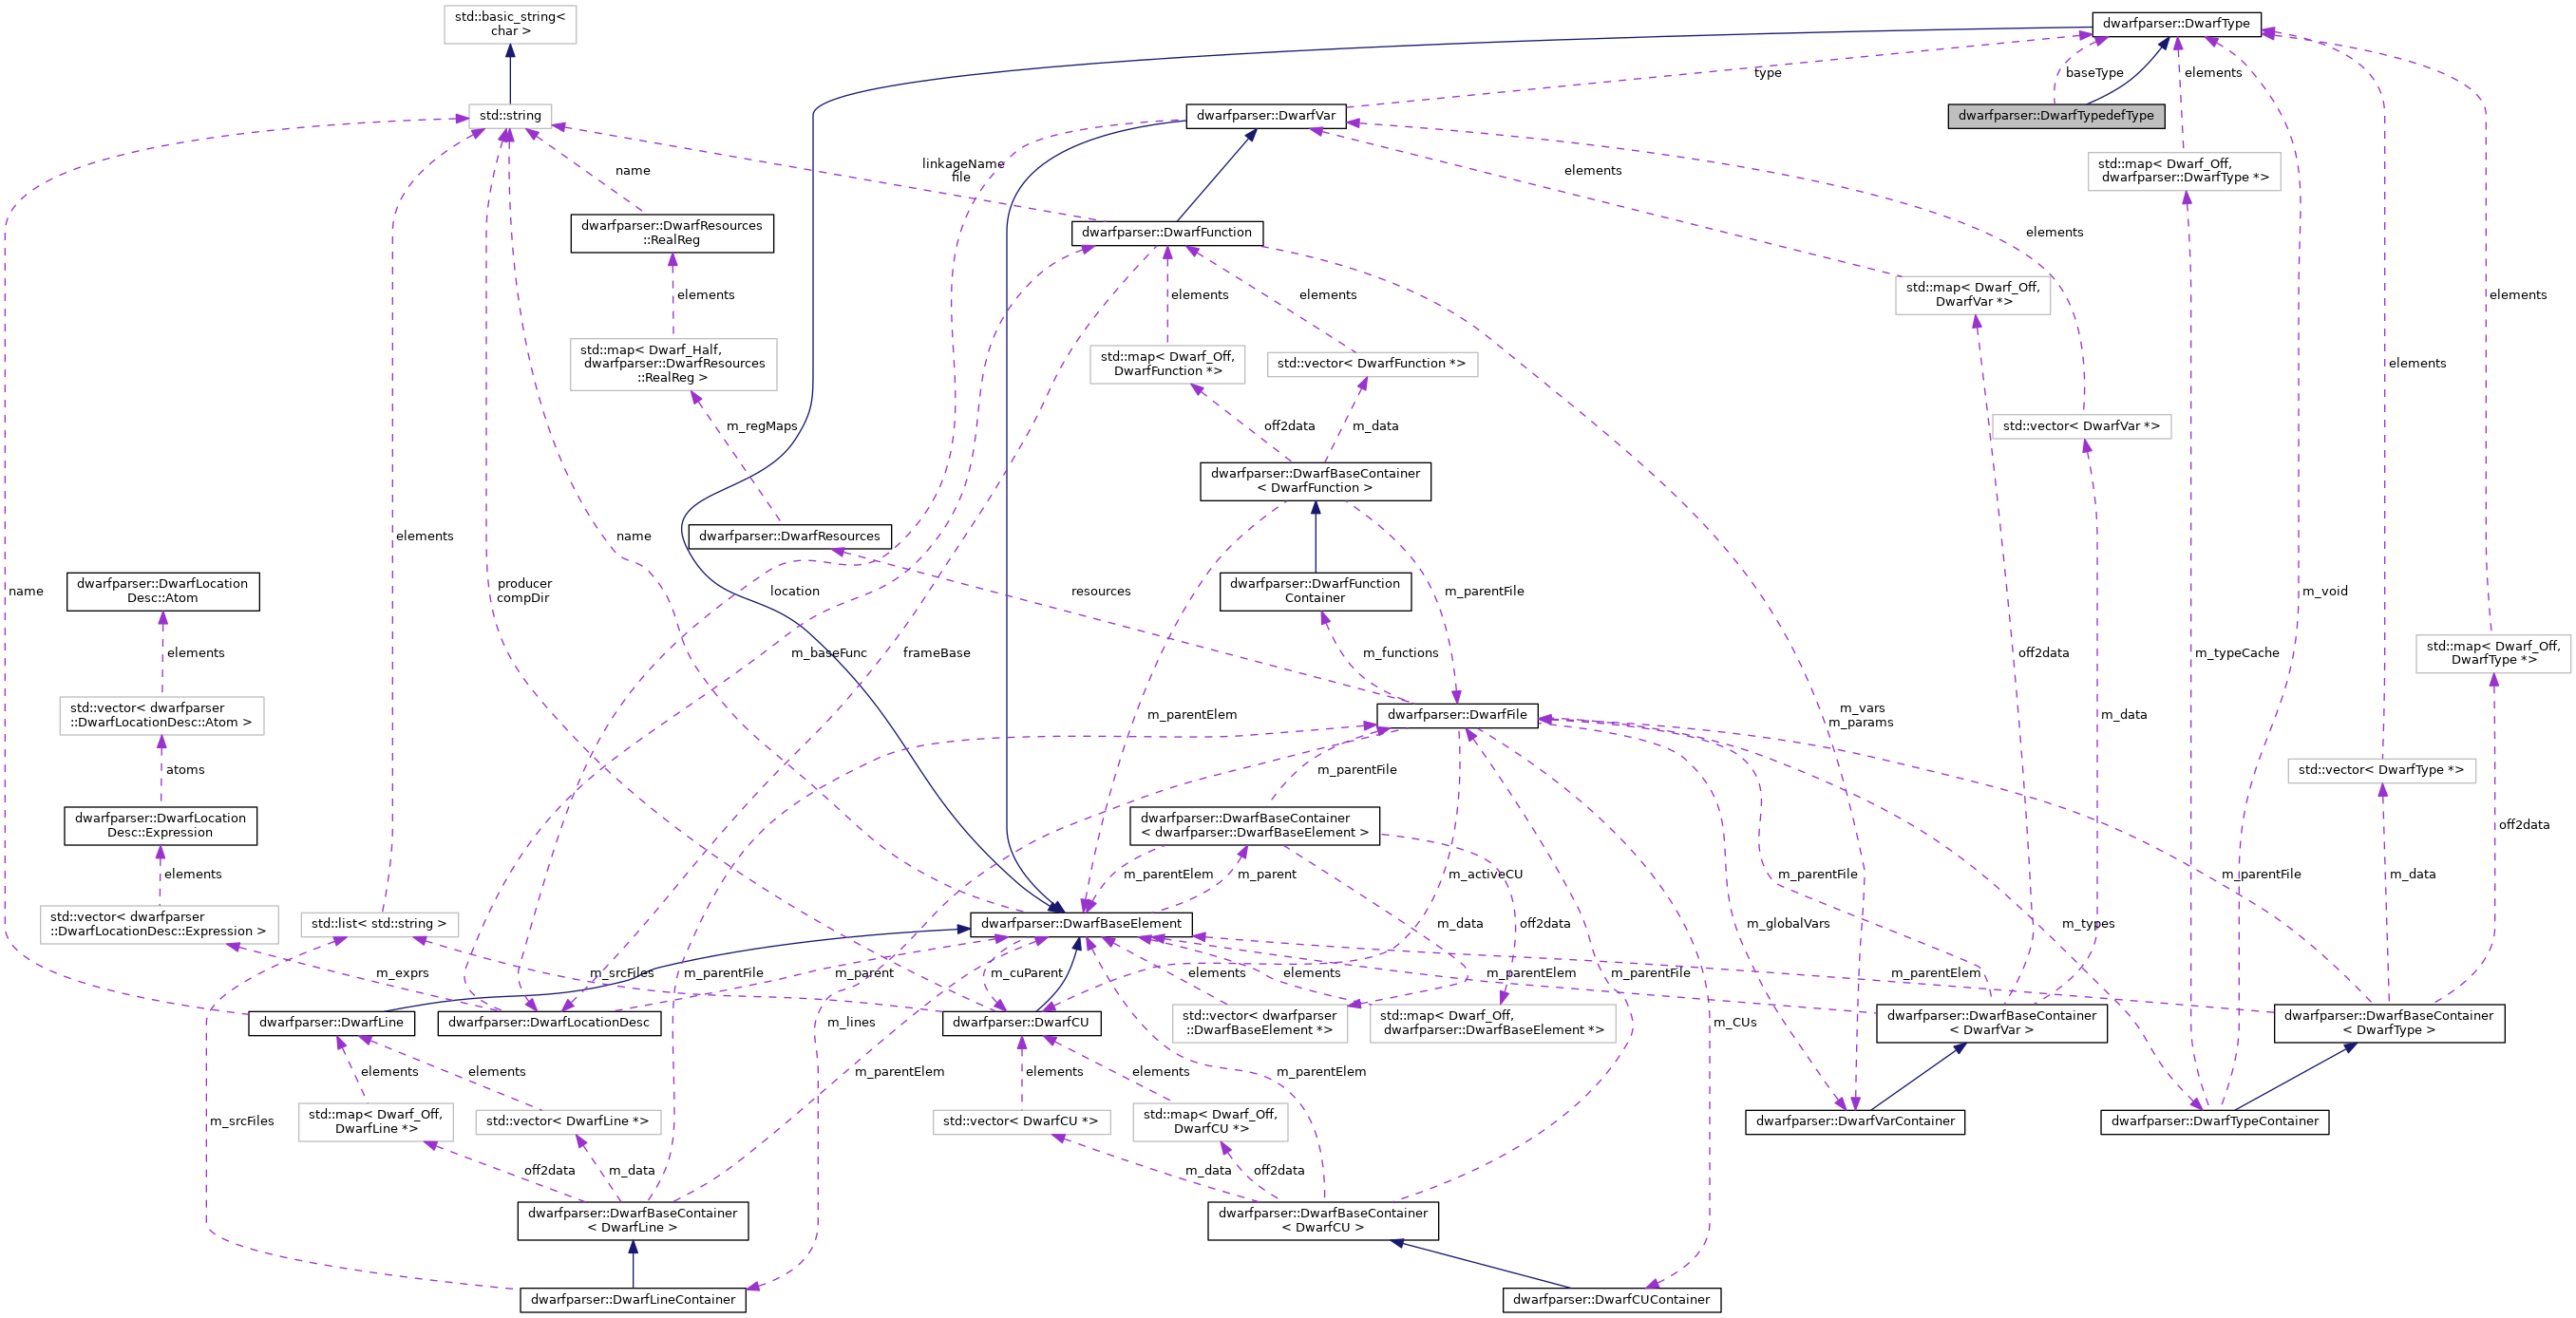 std::basic_string<
char >
dwarfparser::DwarfType
type
baseType
elements
std::string
dwarfparser::DwarfVar
dwarfparser::DwarfTypedefType
name
linkageName
file
elements
std::map< Dwarf_Off,
dwarfparser::DwarfType *>
dwarfparser::DwarfResources
::RealReg
dwarfparser::DwarfFunction
elements
elements
elements
elements
std::map< Dwarf_Off,
DwarfVar *>
elements
std::map< Dwarf_Half,
dwarfparser::DwarfResources
::RealReg >
std::map< Dwarf_Off,
DwarfFunction *>
std::vector< DwarfFunction *>
elements
m_regMaps
off2data
m_data
std::vector< DwarfVar *>
dwarfparser::DwarfBaseContainer
< DwarfFunction >
elements
name
dwarfparser::DwarfResources
dwarfparser::DwarfLocation
Desc::Atom
producer
compDir
location
resources
dwarfparser::DwarfFunction
Container
m_parentFile
m_void
name
elements
m_baseFunc
frameBase
m_functions
off2data
m_typeCache
std::map< Dwarf_Off,
DwarfType *>
std::vector< dwarfparser
::DwarfLocationDesc::Atom >
m_parentElem
dwarfparser::DwarfFile
m_vars
m_params
m_data
atoms
m_parentFile
std::vector< DwarfType *>
dwarfparser::DwarfLocation
Desc::Expression
dwarfparser::DwarfBaseContainer
< dwarfparser::DwarfBaseElement >
off2data
elements
m_parentElem
m_parent
m_activeCU
m_parentFile
m_parentFile
m_data
std::vector< dwarfparser
::DwarfLocationDesc::Expression >
std::list< std::string >
dwarfparser::DwarfBaseElement
m_data
off2data
m_globalVars
m_types
m_exprs
m_srcFiles
m_parentFile
m_parent
m_cuParent
elements
elements
m_parentElem
m_parentFile
m_parentElem
dwarfparser::DwarfLine
dwarfparser::DwarfLocationDesc
m_lines
dwarfparser::DwarfCU
std::vector< dwarfparser
::DwarfBaseElement *>
std::map< Dwarf_Off,
dwarfparser::DwarfBaseElement *>
m_CUs
dwarfparser::DwarfBaseContainer
< DwarfVar >
dwarfparser::DwarfBaseContainer
< DwarfType >
elements
elements
m_parentElem
elements
elements
m_parentElem
m_srcFiles
std::map< Dwarf_Off,
DwarfLine *>
std::vector< DwarfLine *>
std::vector< DwarfCU *>
std::map< Dwarf_Off,
DwarfCU *>
dwarfparser::DwarfVarContainer
dwarfparser::DwarfTypeContainer
off2data
m_data
m_data
off2data
dwarfparser::DwarfBaseContainer
< DwarfLine >
dwarfparser::DwarfBaseContainer
< DwarfCU >
dwarfparser::DwarfLineContainer
dwarfparser::DwarfCUContainer